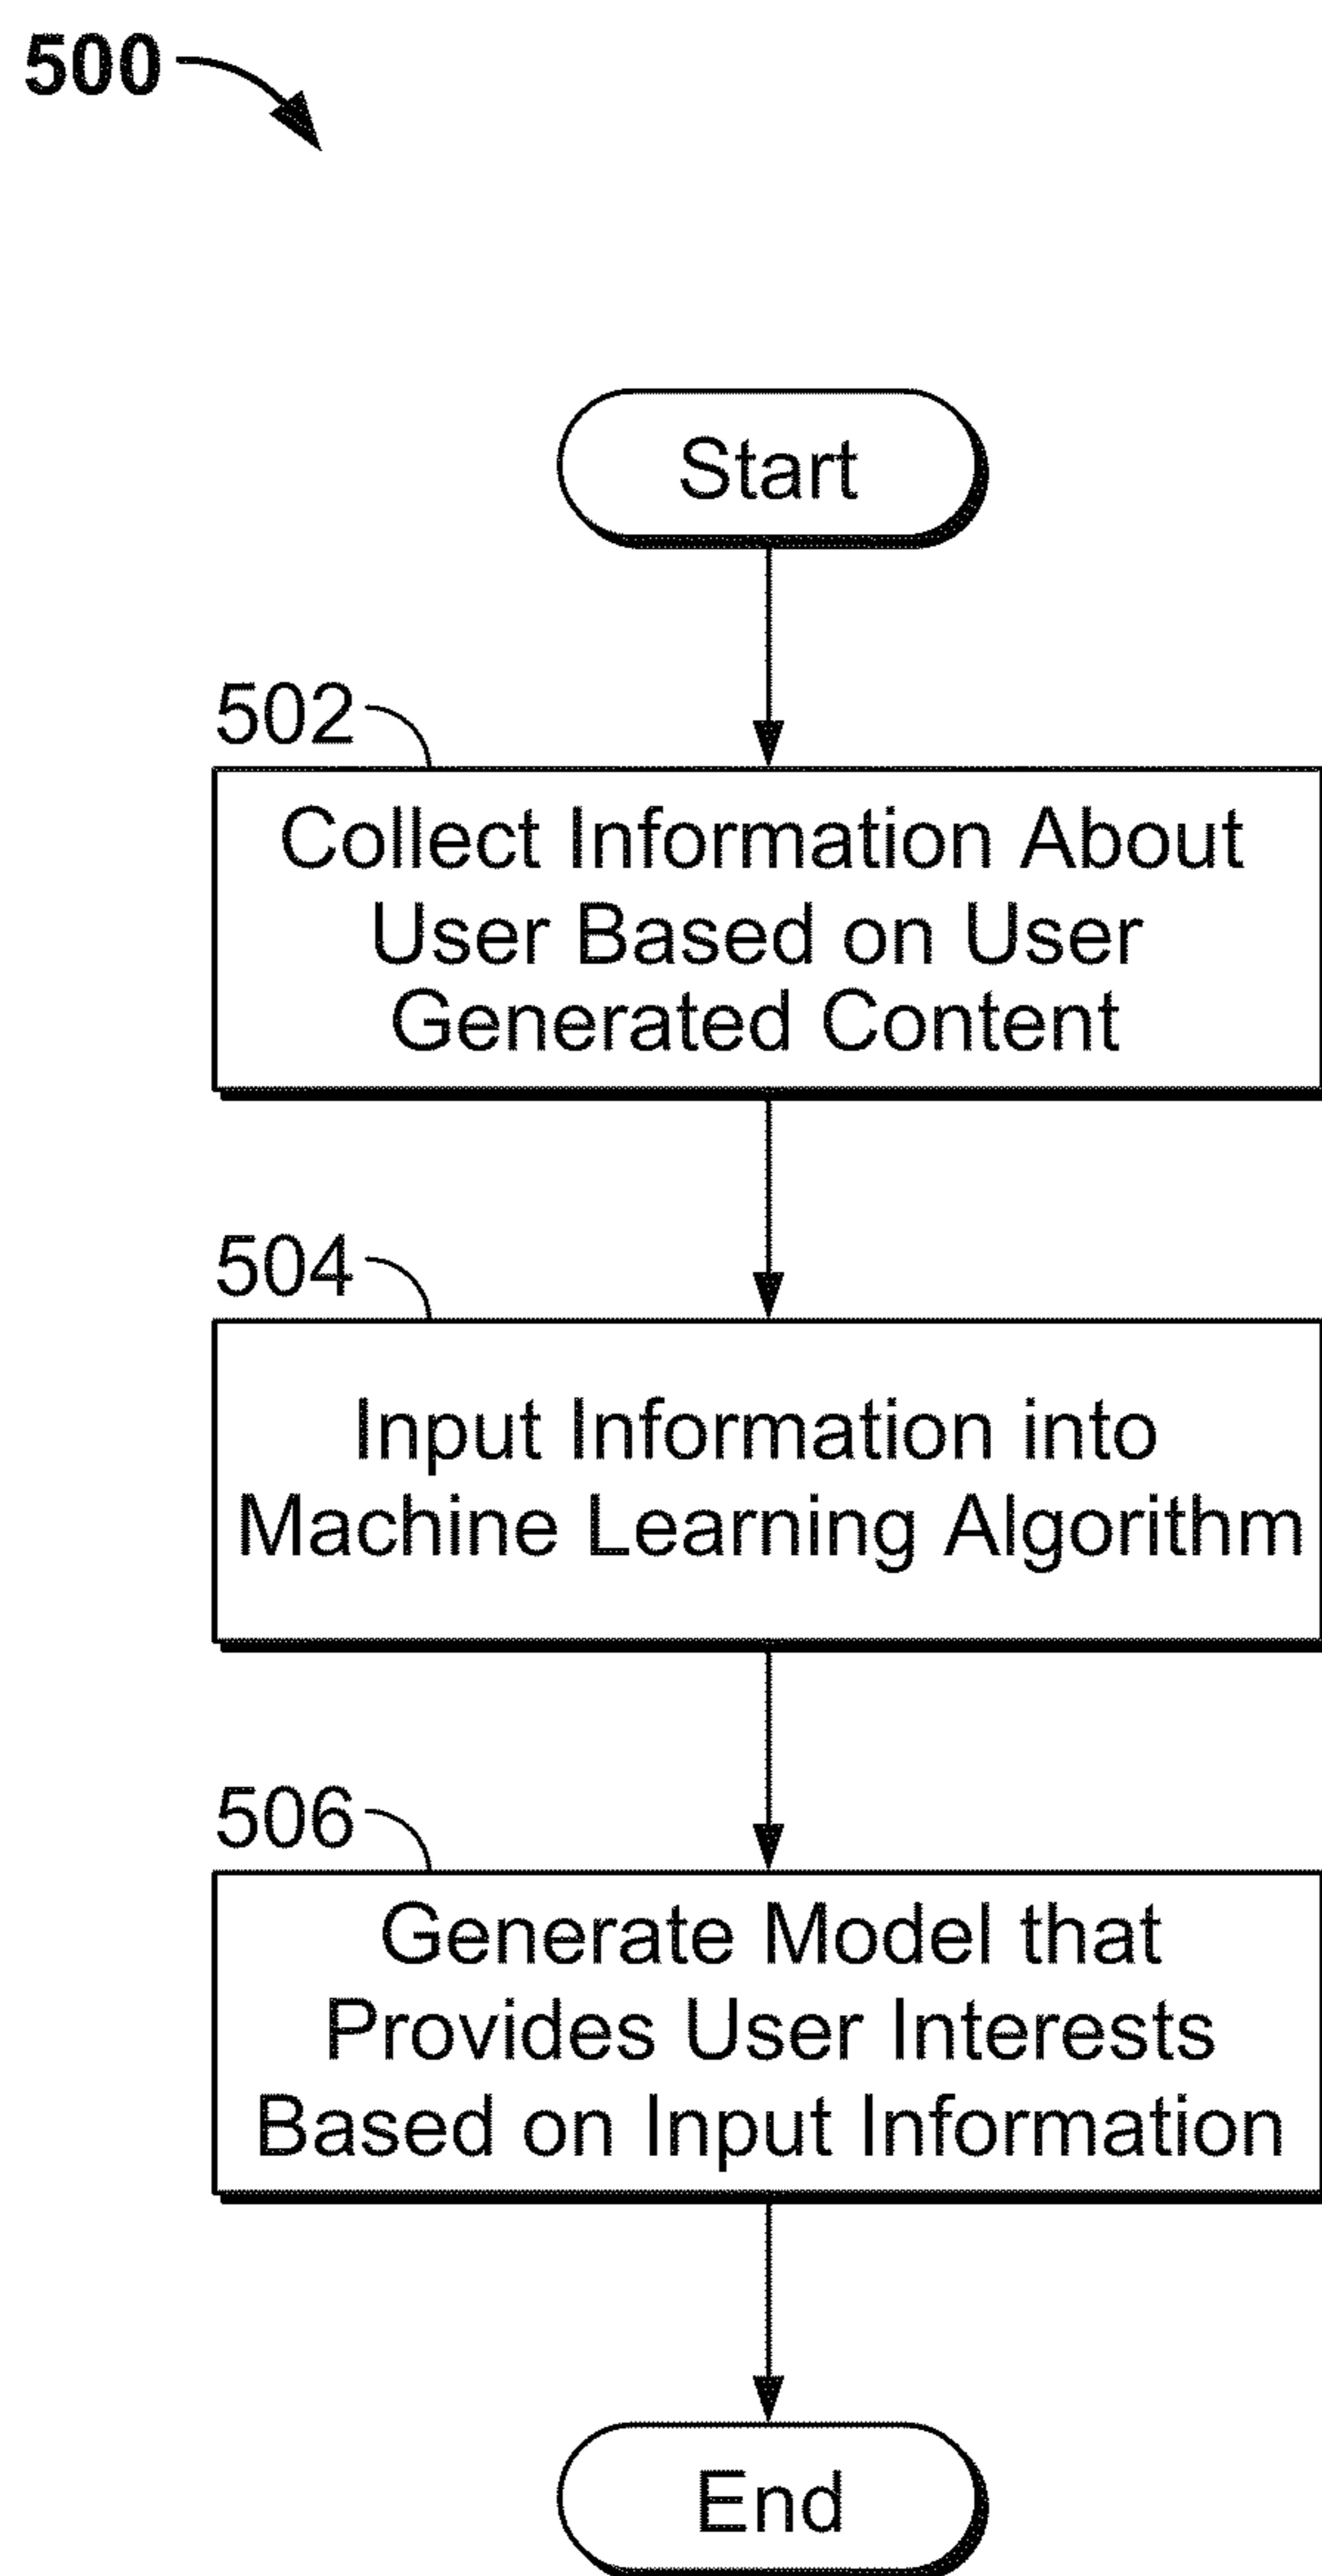 500
Start
502
Collect Information About
User Based on User
Generated Content
504
Input Information into
Machine Learning Algorithm
506
Generate Model that
Provides User Interests
Based on Input Information
End